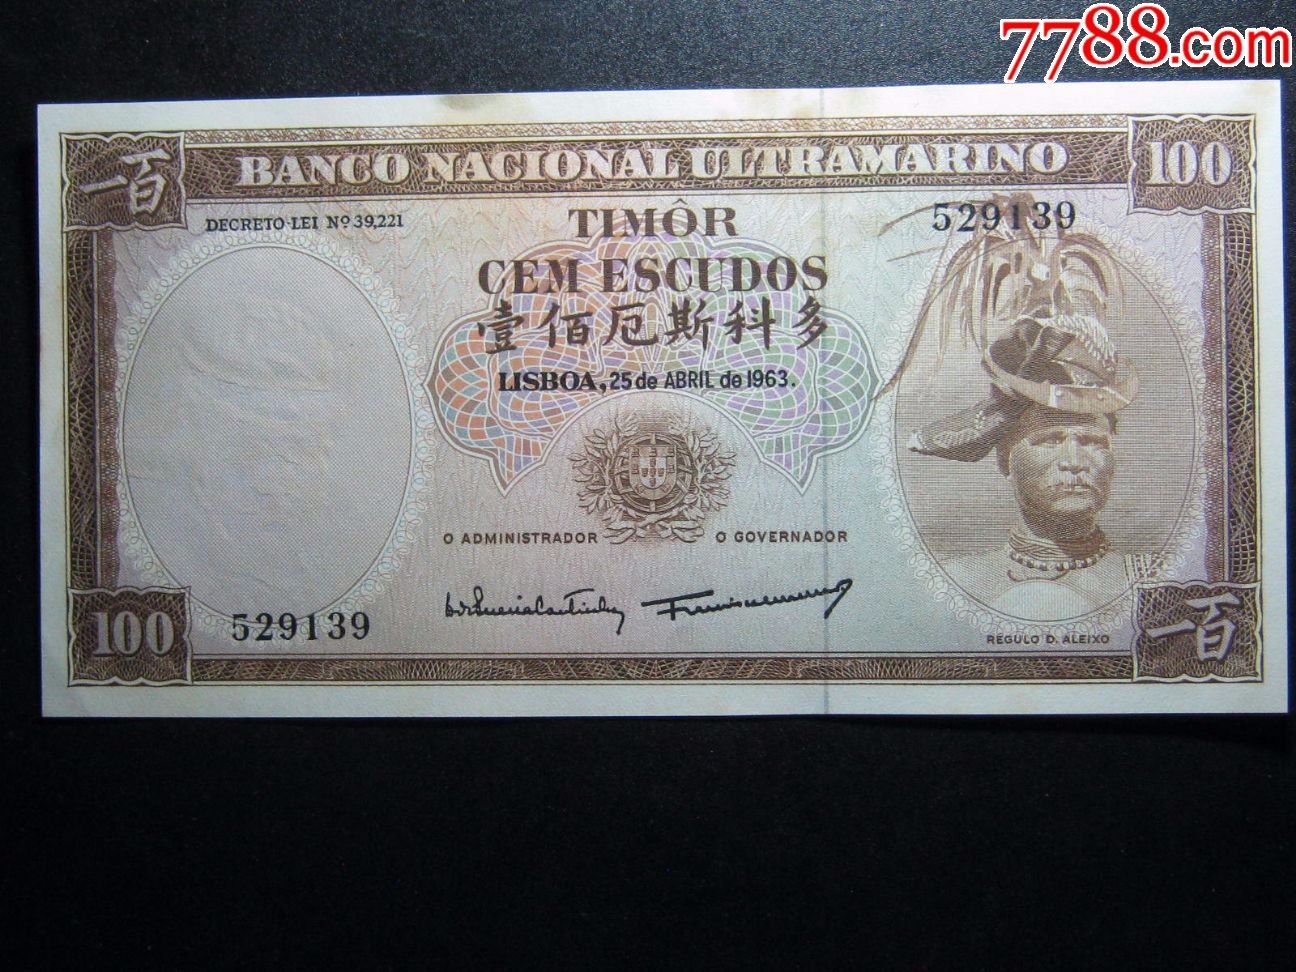 7788.com
一百
BANCO NACIONAL ULTRAMARINO
100
DECRETO-LEI Nº 39,221
TIMÔR
529139
CEM ESCUDOS
壹佰厄斯科多
LISBOA, 25 de ABRIL de 1963.
O ADMINISTRADOR
O GOVERNADOR
529139
100
REGULO D. ALEIXO
一百